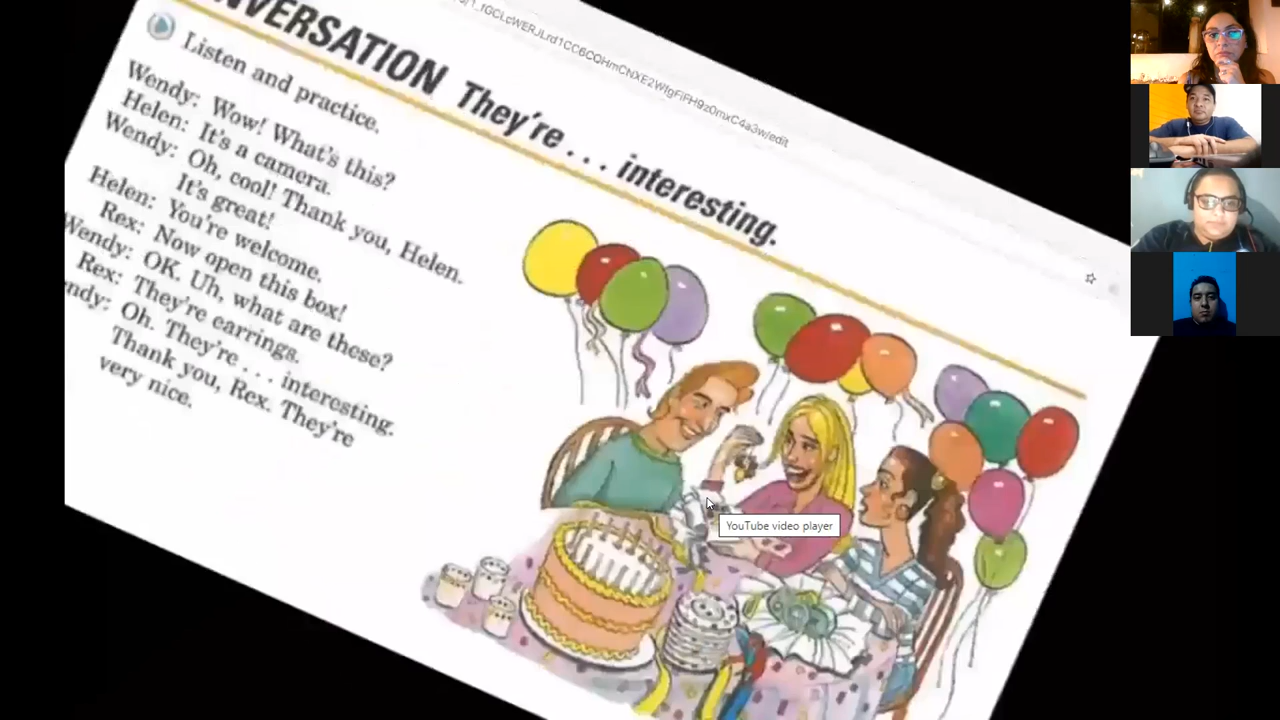 NVERSATION They're . . . interesting.
Listen and practice.
Wendy: Wow! What's this?
Helen: It's a camera.
Wendy: Oh, cool! Thank you, Helen.
It's great!
Helen: You're welcome.
Rex: Now open this box!
Wendy: OK. Uh, what are these?
Rex: They're earrings.
ndy: Oh. They're . . . interesting.
Thank you, Rex. They're
very nice.
YouTube video player